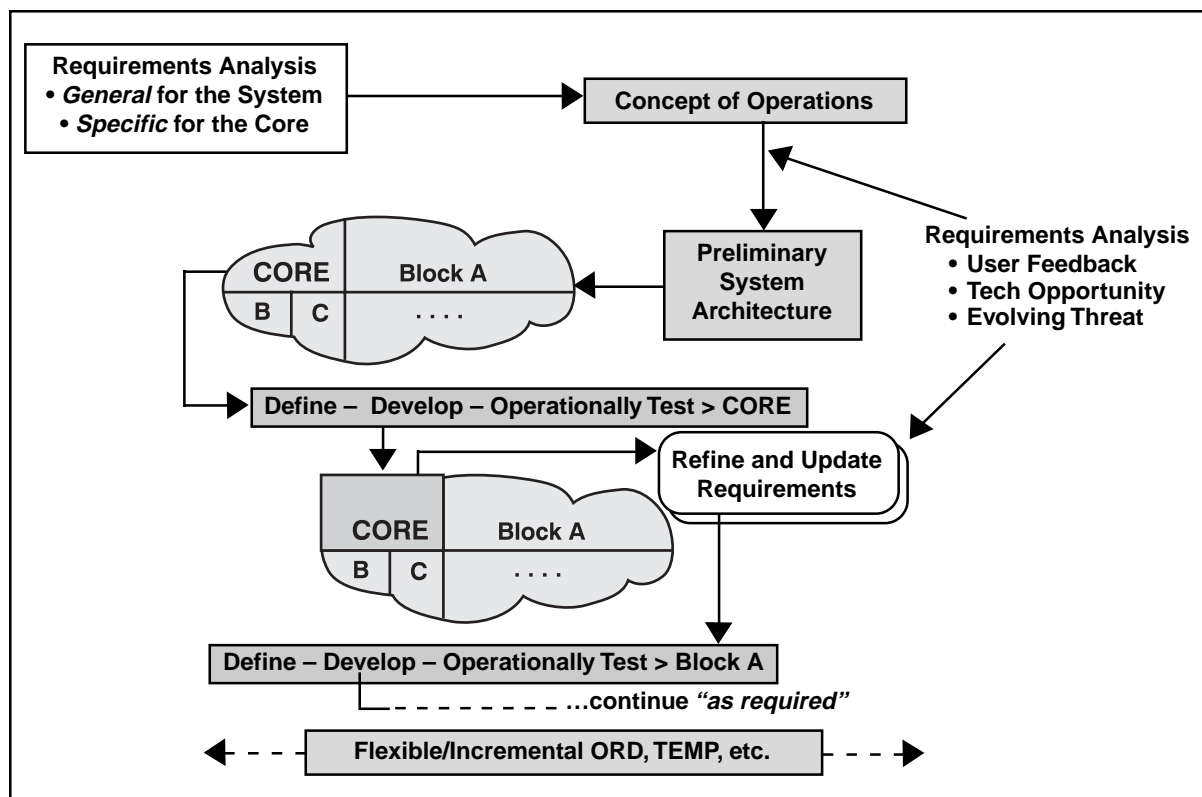 Requirements Analysis
• General for the System
• Specific for the Core
Concept of Operations
Preliminary
System
Architecture
Requirements Analysis
• User Feedback
• Tech Opportunity
• Evolving Threat
CORE
Block A
B
C
. . . .
Define – Develop – Operationally Test > CORE
Refine and Update
Requirements
CORE
Block A
B
C
. . . .
Define – Develop – Operationally Test > Block A
…continue “as required”
Flexible/Incremental ORD, TEMP, etc.